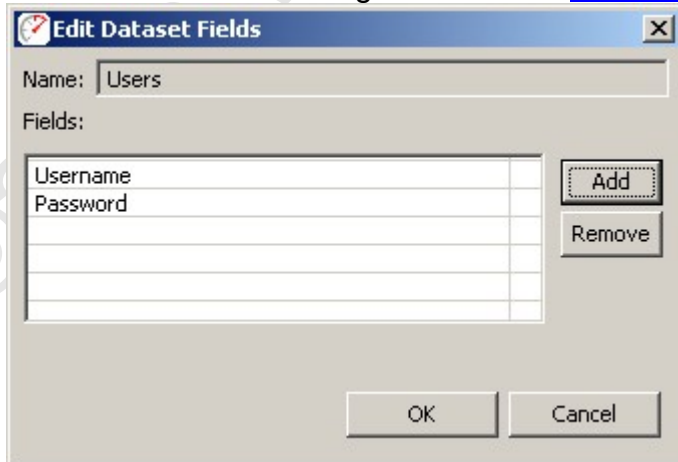 Edit Dataset Fields
Name: Users
Fields:
Username
Password
Add
Remove
OK
Cancel